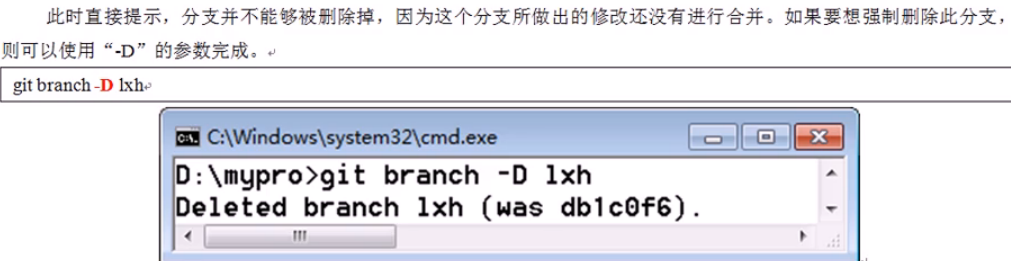 此时直接提示，分支并不能够被删除掉，因为这个分支所做出的修改还没有进行合并。如果要想强制删除此分支，
则可以使用“-D”的参数完成。
git branch -D lxh
C:\Windows\system32\cmd.exe
D:\mypro>git branch -D lxh
Deleted branch lxh (was db1c0f6).